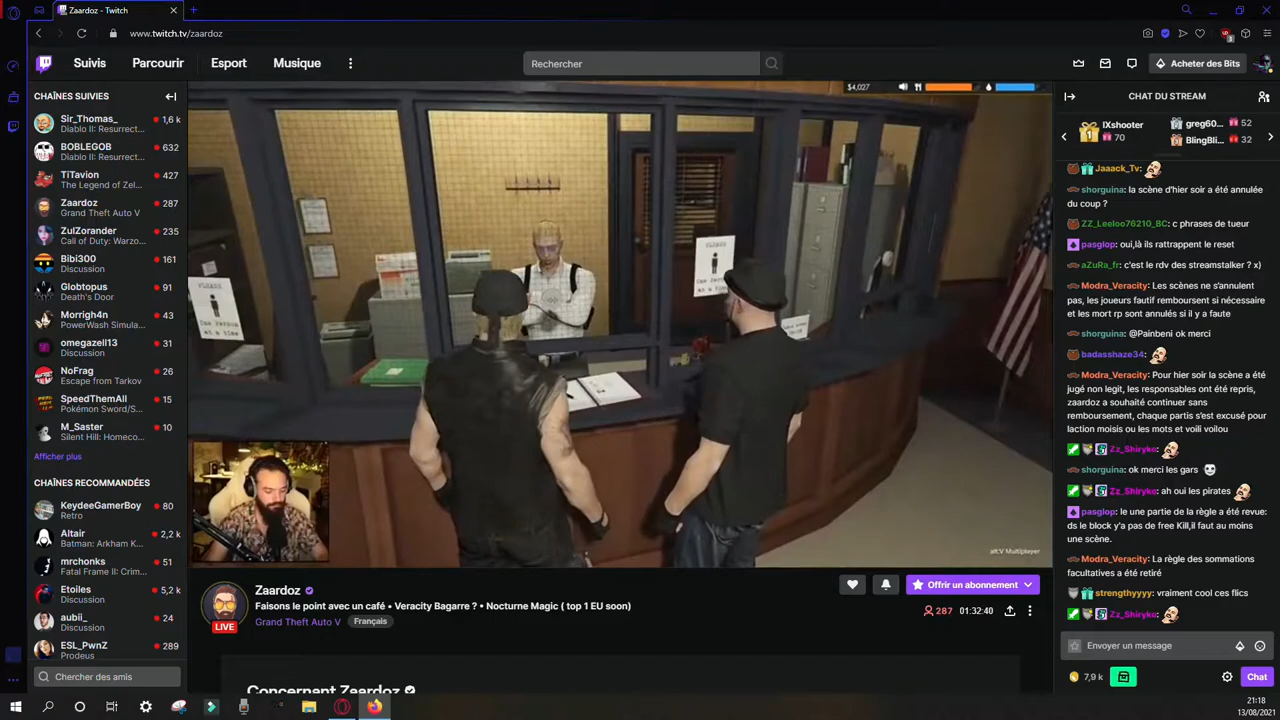 Zaardoz - Twitch
www.twitch.tv/zaardoz
Suivis
Parcourir
Esport
Musique
Rechercher
Acheter des Bits
CHAÎNES SUIVIES
Sir_Thomas_
1,6 k
Diablo II: Resurrect...
BOBLEGOB
632
Diablo II: Resurrect...
TiTavion
427
The Legend of Zel...
Zaardoz
287
Grand Theft Auto V
ZulZorander
235
Call of Duty: Warzo...
Bibi300
161
Discussion
Globtopus
91
Death's Door
Morrigh4n
43
PowerWash Simula...
omegazell13
31
Discussion
NoFrag
26
Escape from Tarkov
SpeedThemAll
15
Pokémon Sword/S...
M_Saster
10
Silent Hill: Homeco...
Afficher plus
CHAÎNES RECOMMANDÉES
KeydeeGamerBoy
80
Retro
Altair
2,2 k
Batman: Arkham K...
mrchonks
51
Fatal Frame II: Crim...
Etoiles
5,2 k
Discussion
aubii_
24
Discussion
ESL_PwnZ
289
Prodeus
Chercher des amis
$4,027
PLEASE
One person
at a time
PLEASE
alt:V Multiplayer
LIVE
Zaardoz
Faisons le point avec un café • Veracity Bagarre ? • Nocturne Magic ( top 1 EU soon)
Grand Theft Auto V
Français
Offrir un abonnement
287
01:32:40
Concernant Zaardoz
CHAT DU STREAM
1
IXshooter
70
greg60...
52
BlingBli...
32
Jaaack_Tv:
shorguina: la scène d'hier soir a été annulée
du coup ?
ZZ_Leeloo76210_BC: c phrases de tueur
pasglop: oui,là ils rattrappent le reset
aZuRa_fr: c'est le rdv des streamstalker ? x)
Modra_Veracity: Les scènes ne s'annulent
pas, les joueurs fautif remboursent si nécessaire
et les mort rp sont annulés si il y a faute
shorguina: @Painbeni ok merci
badasshaze34:
Modra_Veracity: Pour hier soir la scène a été
jugé non legit, les responsables ont été repris,
zaardoz a souhaité continuer sans
remboursement, chaque partis s'est excusé pour
laction moisis ou les mots et voili voilou
Zz_Shiryko:
shorguina: ok merci les gars
Zz_Shiryko: ah oui les pirates
pasglop: le une partie de la règle a été revue:
ds le block y'a pas de free Kill,il faut au moins
une scène.
Modra_Veracity: La règle des sommations
facultatives a été retiré
strengthyyyy: vraiment cool ces flics
Zz_Shiryko:
Envoyer un message
7,9 k
Chat
21:18
13/08/2021